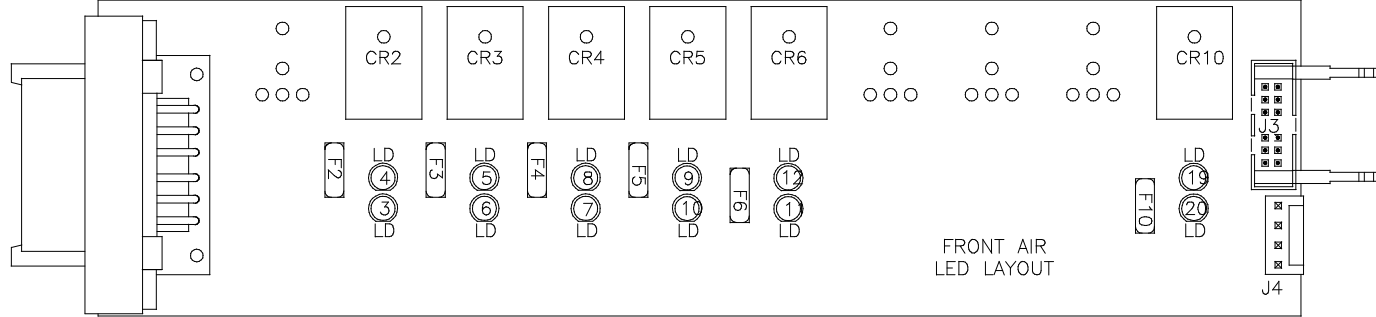 CR2 CR3 CR4 CR5 CR6 CR10
J3
F2 F3 F4 F5 F6 F10
LD LD LD LD LD LD
4 5 8 9 12 19
3 6 7 10 1 20
LD LD LD LD LD LD
FRONT AIR
LED LAYOUT
J4